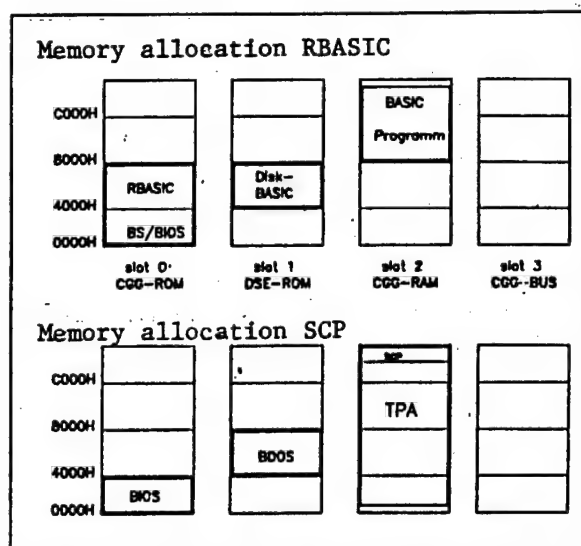 Memory allocation RBASIC
C000H
8000H
4000H
0000H
RBASIC
BS/BIOS
Disk-
BASIC
BASIC
Programm
slot 0 slot 1 slot 2 slot 3
CGG-ROM DSE-ROM CGG-RAM CGG-BUS
Memory allocation SCP
C000H
8000H
4000H
0000H
BIOS
BDOS
SCP
TPA